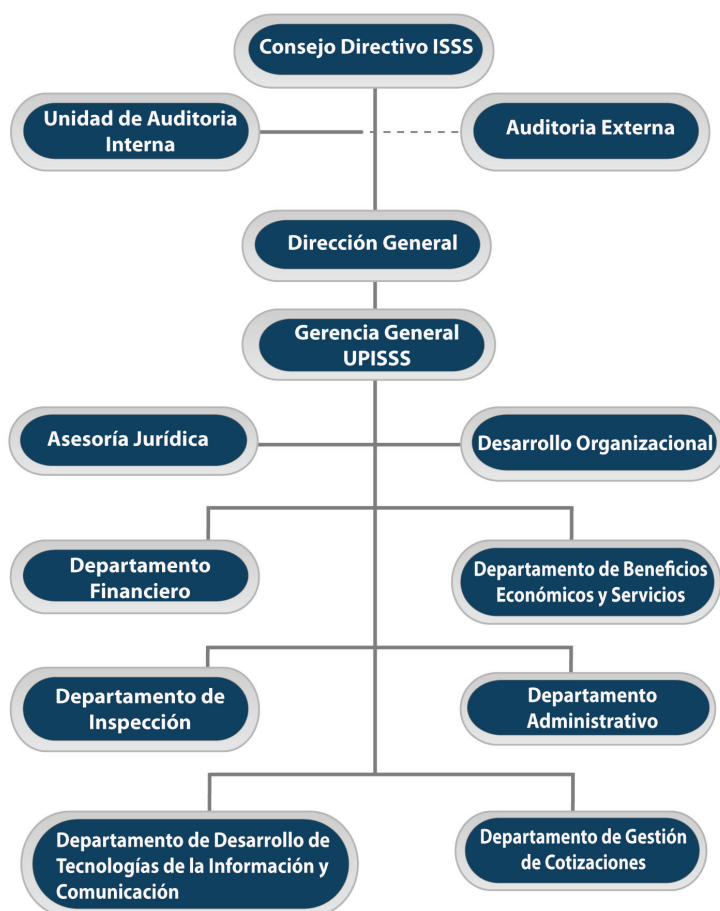 Consejo Directivo ISSS
Unidad de Auditoria
Interna
Auditoria Externa
Dirección General
Gerencia General
UPISSS
Asesoría Jurídica
Desarrollo Organizacional
Departamento
Financiero
Departamento de Beneficios
Económicos y Servicios
Departamento de
Inspección
Departamento
Administrativo
Departamento de Desarrollo de
Tecnologías de la Información y
Comunicación
Departamento de Gestión
de Cotizaciones